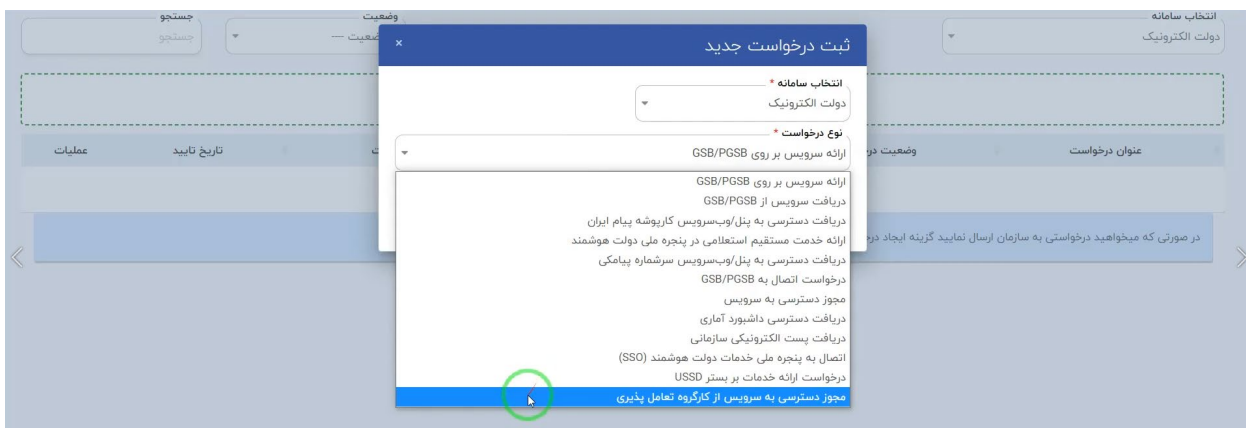 انتخاب سامانه
دولت الکترونیک
وضعیت
ضعیت —
جستجو
جستجو
ثبت درخواست جدید
×
انتخاب سامانه *
دولت الکترونیک
نوع درخواست *
ارائه سرویس بر روی GSB/PGSB
عنوان درخواست
وضعیت در
ت
تاریخ تایید
عملیات
ارائه سرویس بر روی GSB/PGSB
دریافت سرویس از GSB/PGSB
دریافت دسترسی به پنل/وب‌سرویس کارپوشه پیام ایران
ارائه خدمت مستقیم استعلامی در پنجره ملی دولت هوشمند
در صورتی که میخواهید درخواستی به سازمان ارسال نمایید گزینه ایجاد درخ
دریافت دسترسی به پنل/وب‌سرویس سرشماره پیامکی
درخواست اتصال به GSB/PGSB
مجوز دسترسی به سرویس
دریافت دسترسی داشبورد آماری
دریافت پست الکترونیکی سازمانی
اتصال به پنجره ملی خدمات دولت هوشمند (SSO)
درخواست ارائه خدمات بر بستر USSD
مجوز دسترسی به سرویس از کارگروه تعامل پذیری